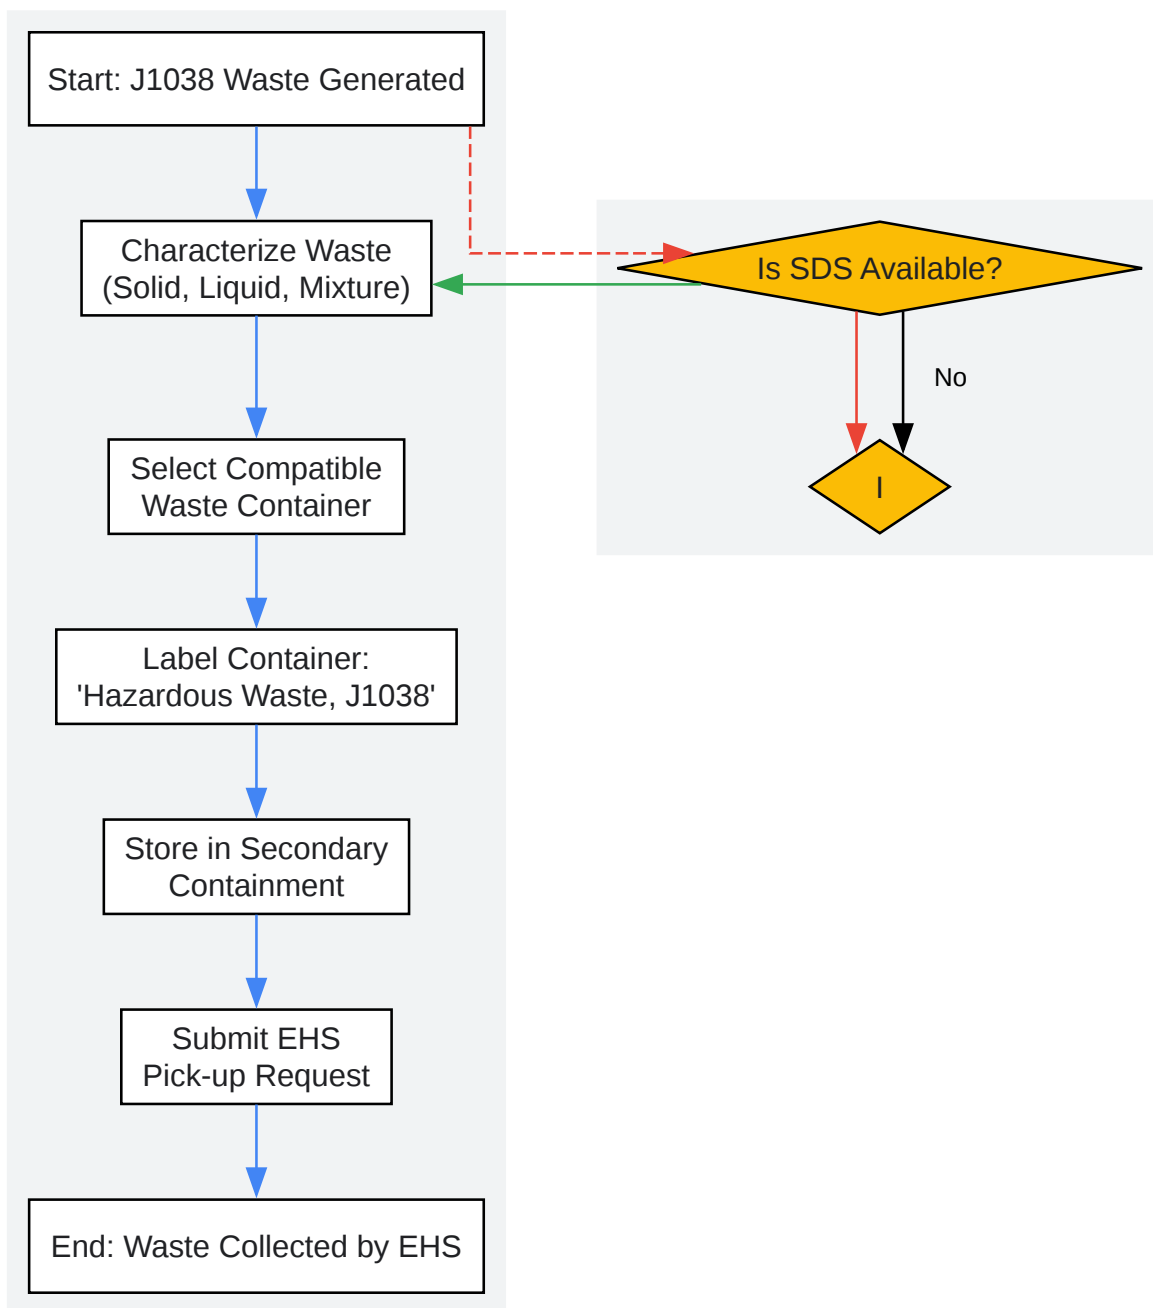 Start: J1038 Waste Generated
Characterize Waste
(Solid, Liquid, Mixture)
Is SDS Available?
No
Select Compatible
Waste Container
I
Label Container:
'Hazardous Waste, J1038'
Store in Secondary
Containment
Submit EHS
Pick-up Request
End: Waste Collected by EHS